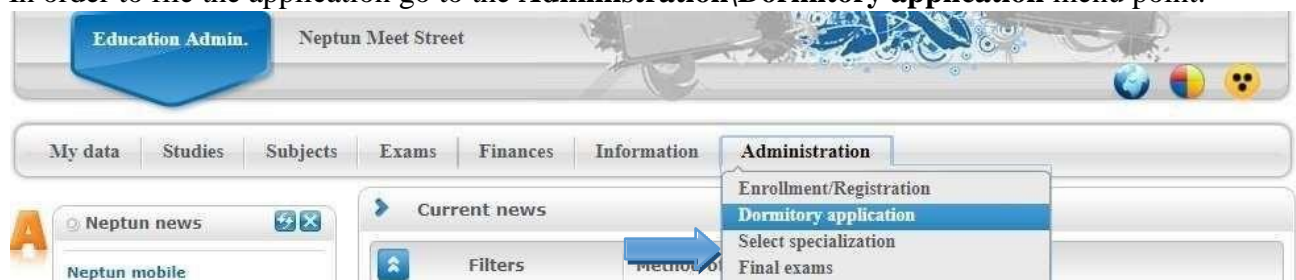 In order to file the application go to the Administration\Dormitory application menu point.
Education Admin. Neptun Meet Street
My data Studies Subjects Exams Finances Information Administration
Enrollment/Registration
Neptun news Current news Dormitory application
Select specialization
Neptun mobile Filters Method Final exams